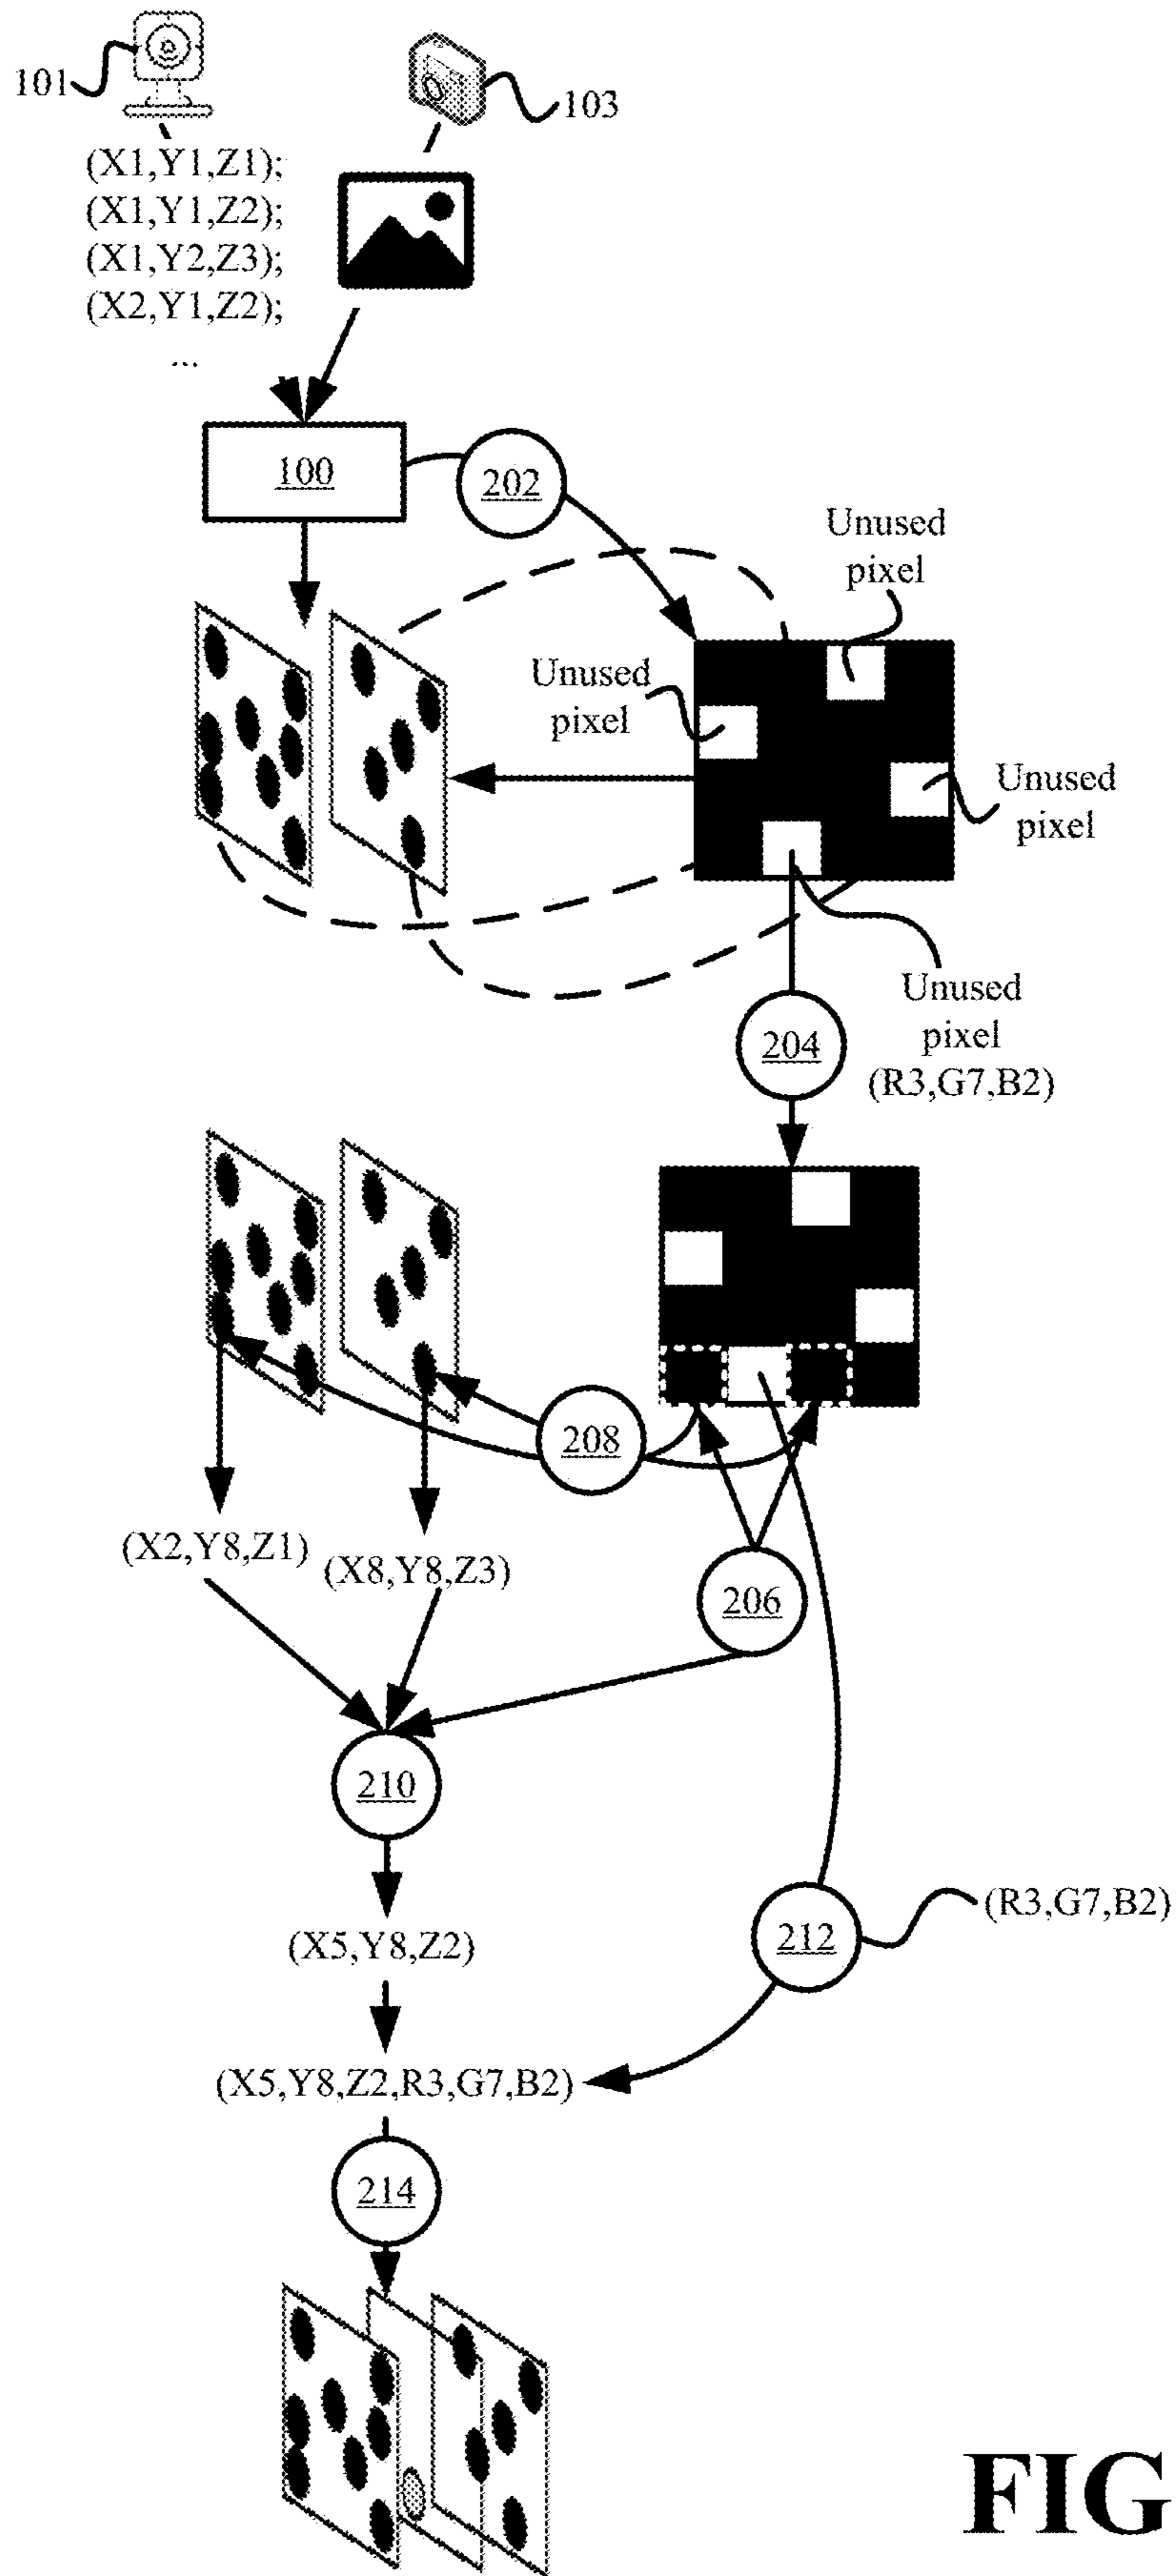 101
103
(X1,Y1,Z1);
(X1,Y1,Z2);
(X1,Y2,Z3);
(X2,Y1,Z2);
...
100
202
Unused
pixel
Unused
pixel
Unused
pixel
Unused
pixel
(R3,G7,B2)
204
208
(X2,Y8,Z1)
(X8,Y8,Z3)
206
210
(X5,Y8,Z2)
212
(R3,G7,B2)
(X5,Y8,Z2,R3,G7,B2)
214
FIG